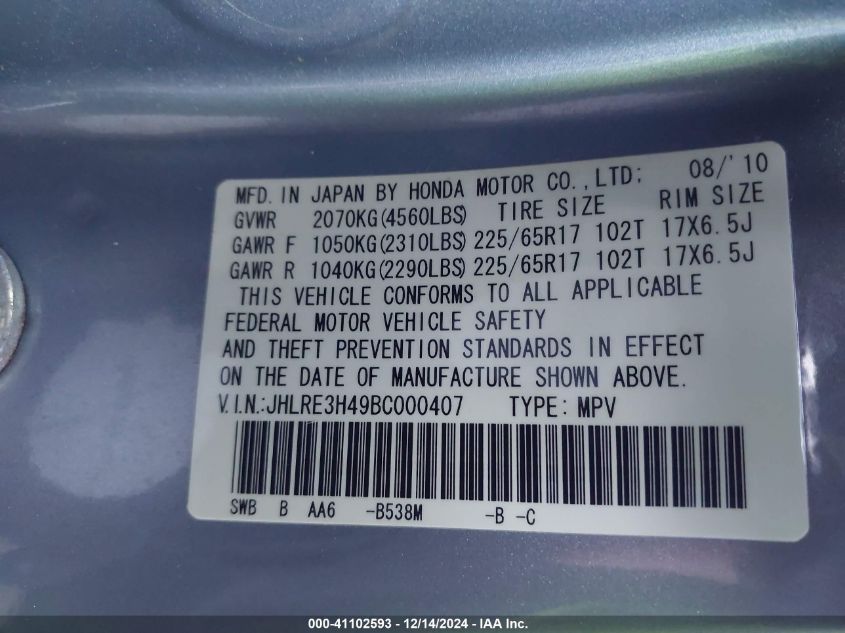 MFD. IN JAPAN BY HONDA MOTOR CO.,LTD; 08/'10
GVWR 2070KG(4560LBS) TIRE SIZE RIM SIZE
GAWR F 1050KG(2310LBS) 225/65R17 102T 17X6.5J
GAWR R 1040KG(2290LBS) 225/65R17 102T 17X6.5J
THIS VEHICLE CONFORMS TO ALL APPLICABLE
FEDERAL MOTOR VEHICLE SAFETY
AND THEFT PREVENTION STANDARDS IN EFFECT
ON THE DATE OF MANUFACTURE SHOWN ABOVE.
V.I.N.:JHLRE3H49BC000407 TYPE: MPV
SWB B AA6 -B538M -B -C
000-41102593 - 12/14/2024 - IAA Inc.